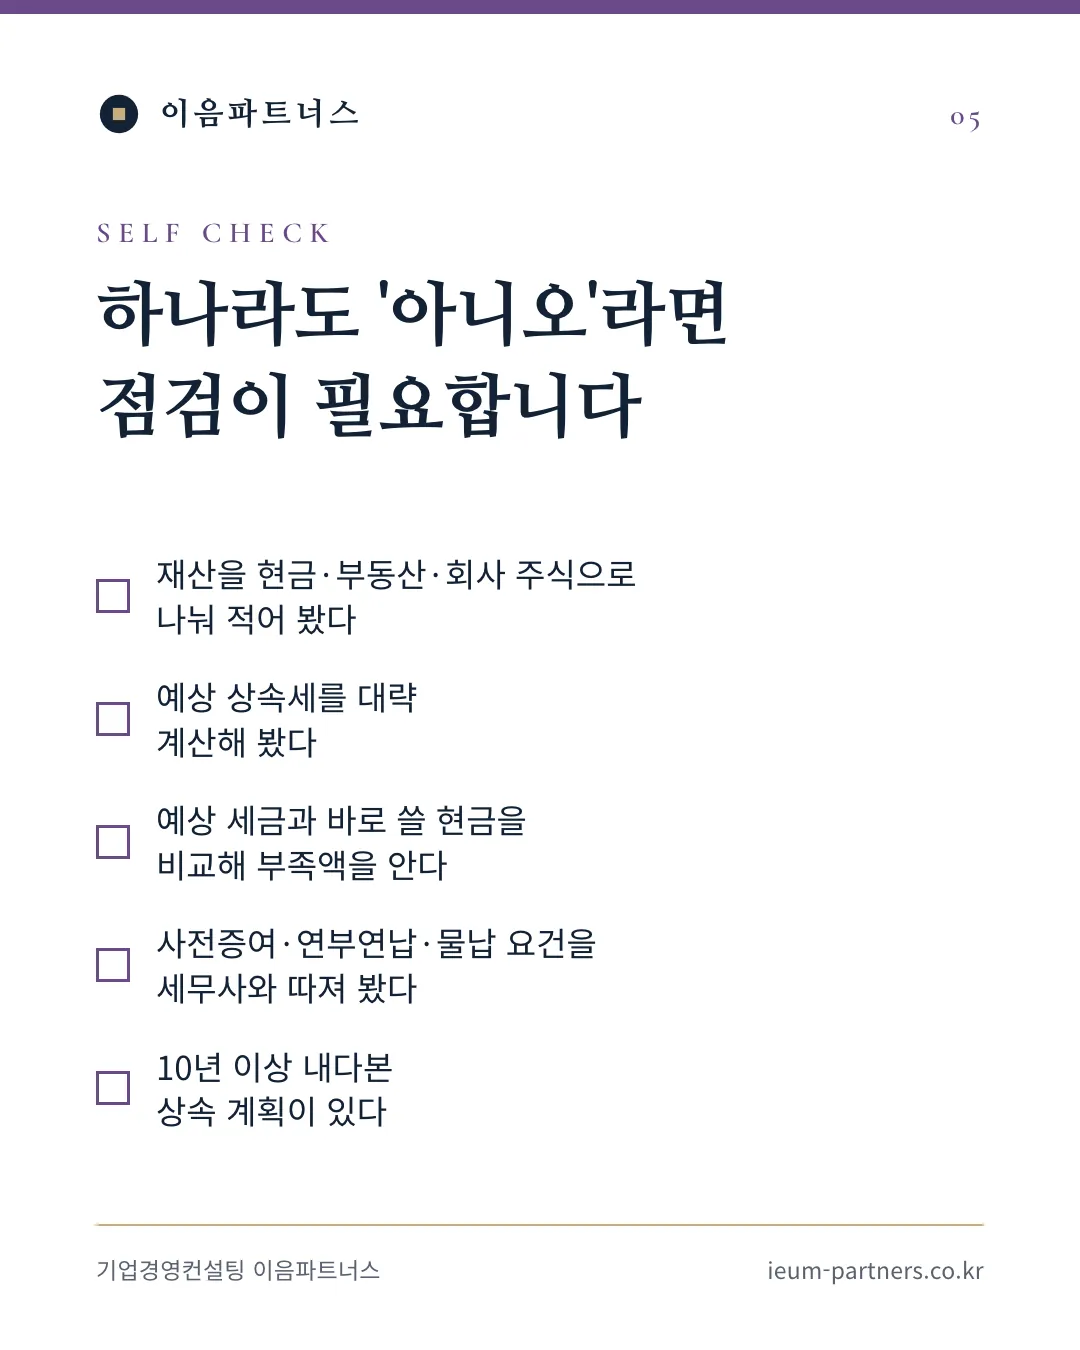 이음파트너스
05
SELF CHECK
하나라도 '아니오'라면
점검이 필요합니다
재산을 현금·부동산·회사 주식으로
나눠 적어 봤다
예상 상속세를 대략
계산해 봤다
예상 세금과 바로 쓸 현금을
비교해 부족액을 안다
사전증여·연부연납·물납 요건을
세무사와 따져 봤다
10년 이상 내다본
상속 계획이 있다
기업경영컨설팅 이음파트너스
ieum-partners.co.kr